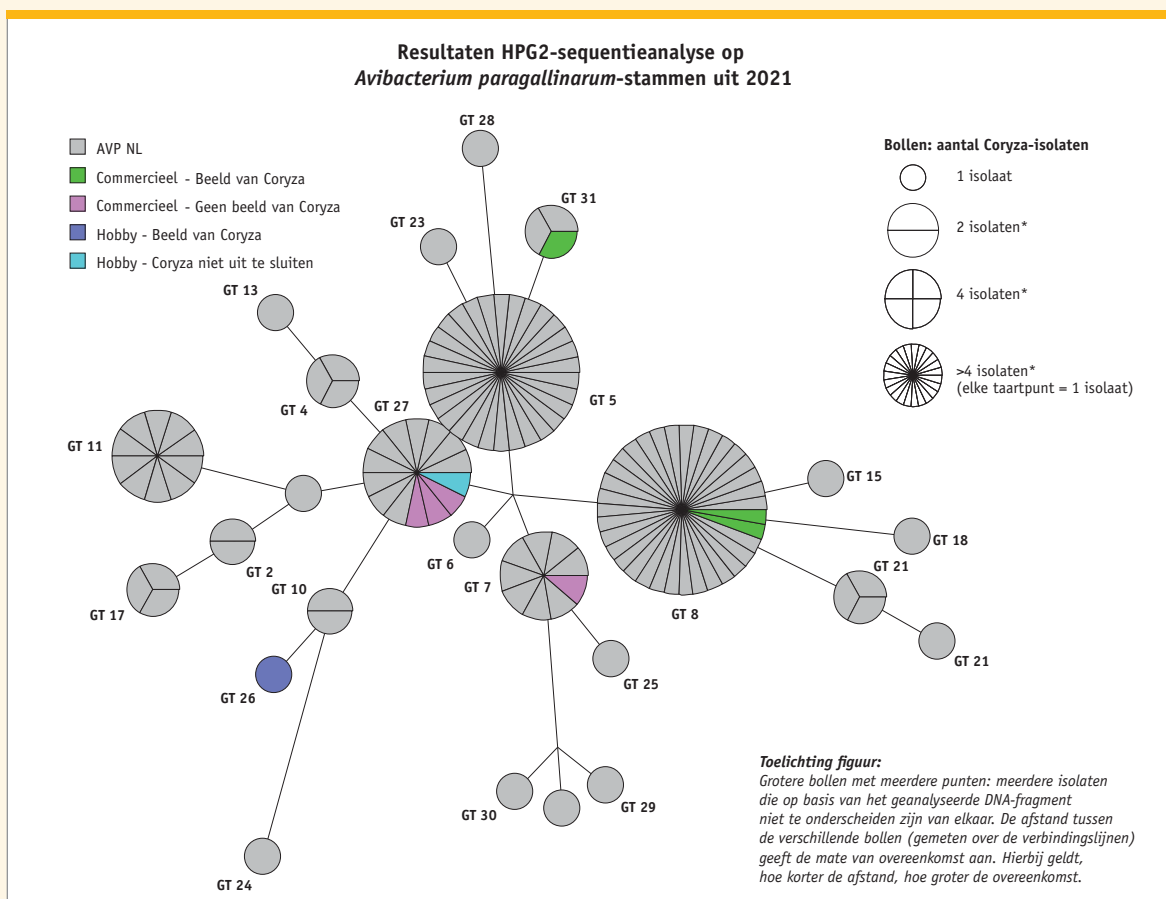 Resultaten HPG2-sequentieanalyse op
Avibacterium paragallinarum-stammen uit 2021
AVP NL
Commercieel - Beeld van Coryza
Commercieel - Geen beeld van Coryza
Hobby - Beeld van Coryza
Hobby - Coryza niet uit te sluiten
Bollen: aantal Coryza-isolaten
1 isolaat
2 isolaten*
4 isolaten*
>4 isolaten*
(elke taartpunt = 1 isolaat)
GT 28
GT 31
GT 23
GT 13
GT 4
GT 27
GT 5
GT 11
GT 15
GT 18
GT 6
GT 21
GT 2
GT 10
GT 7
GT 17
GT 8
GT 21
GT 25
GT 26
GT 30
GT 29
GT 24
Toelichting figuur:
Grotere bollen met meerdere punten: meerdere isolaten
die op basis van het geanalyseerde DNA-fragment
niet te onderscheiden zijn van elkaar. De afstand tussen
de verschillende bollen (gemeten over de verbindingslijnen)
geeft de mate van overeenkomst aan. Hierbij geldt,
hoe korter de afstand, hoe groter de overeenkomst.